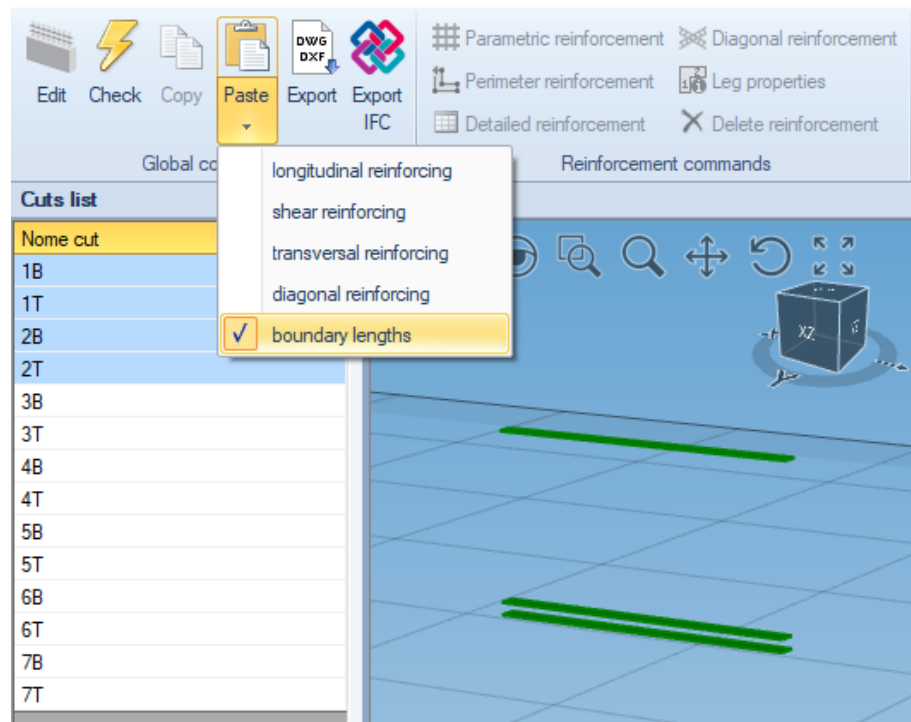 DWG
DXF
Edit Check Copy Paste Export Export
IFC
Global co
Parametric reinforcement
Diagonal reinforcement
Perimeter reinforcement
Leg properties
Detailed reinforcement
Delete reinforcement
Reinforcement commands
longitudinal reinforcing
shear reinforcing
transversal reinforcing
diagonal reinforcing
boundary lengths
Cuts list
Nome cut
1B
1T
2B
2T
3B
3T
4B
4T
5B
5T
6B
6T
7B
7T
XZ